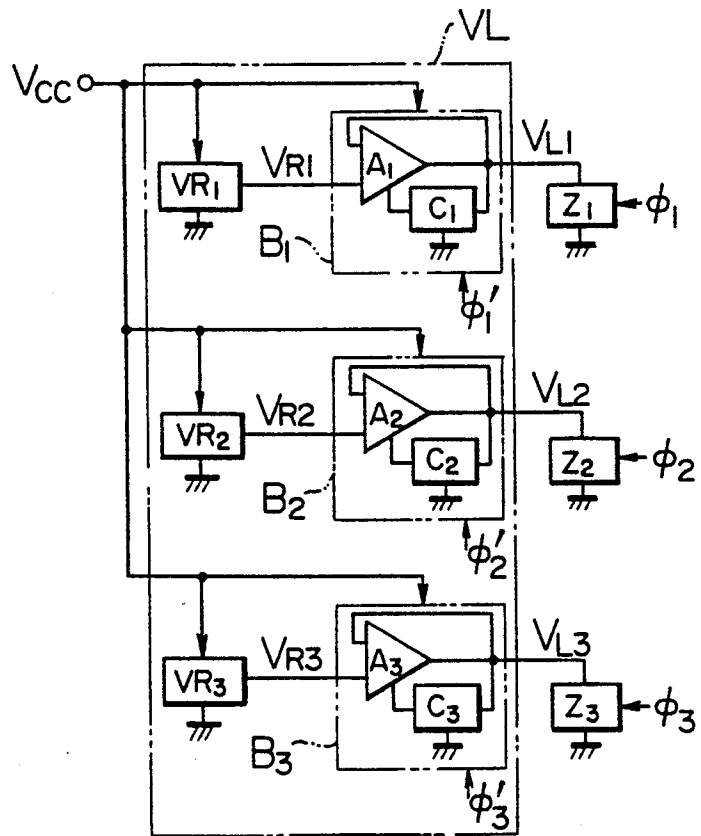 VL
VCC
VR1 VR1 A1 VL1
C1 Z1 ϕ1
B1
ϕ1'
VR2 VR2 A2 VL2
C2 Z2 ϕ2
B2
ϕ2'
VR3 VR3 A3 VL3
C3 Z3 ϕ3
B3
ϕ3'